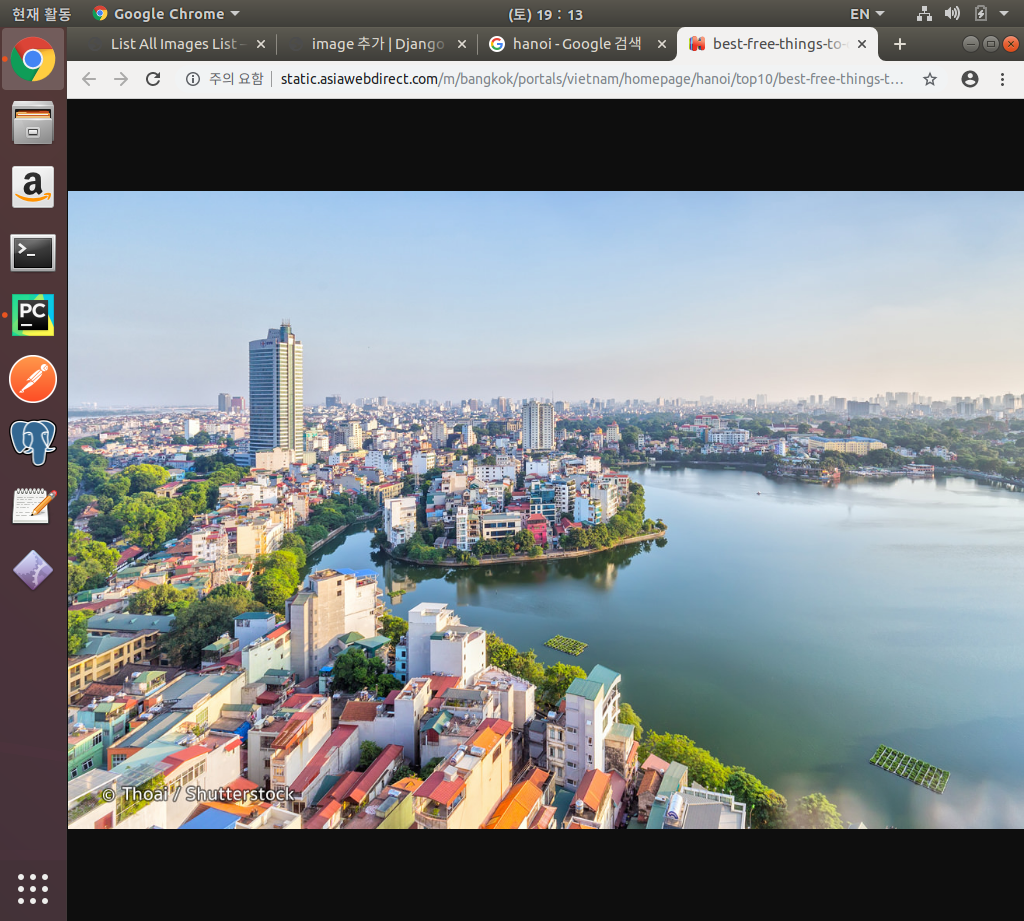 현재 활동
Google Chrome
(토) 19 : 13
EN
List All Images List –
image 추가 | Django
hanoi - Google 검색
best-free-things-to-
주의 요함
static.asiawebdirect.com/m/bangkok/portals/vietnam/homepage/hanoi/top10/best-free-things-t…
a
>_
PC
© Thoai / Shutterstock